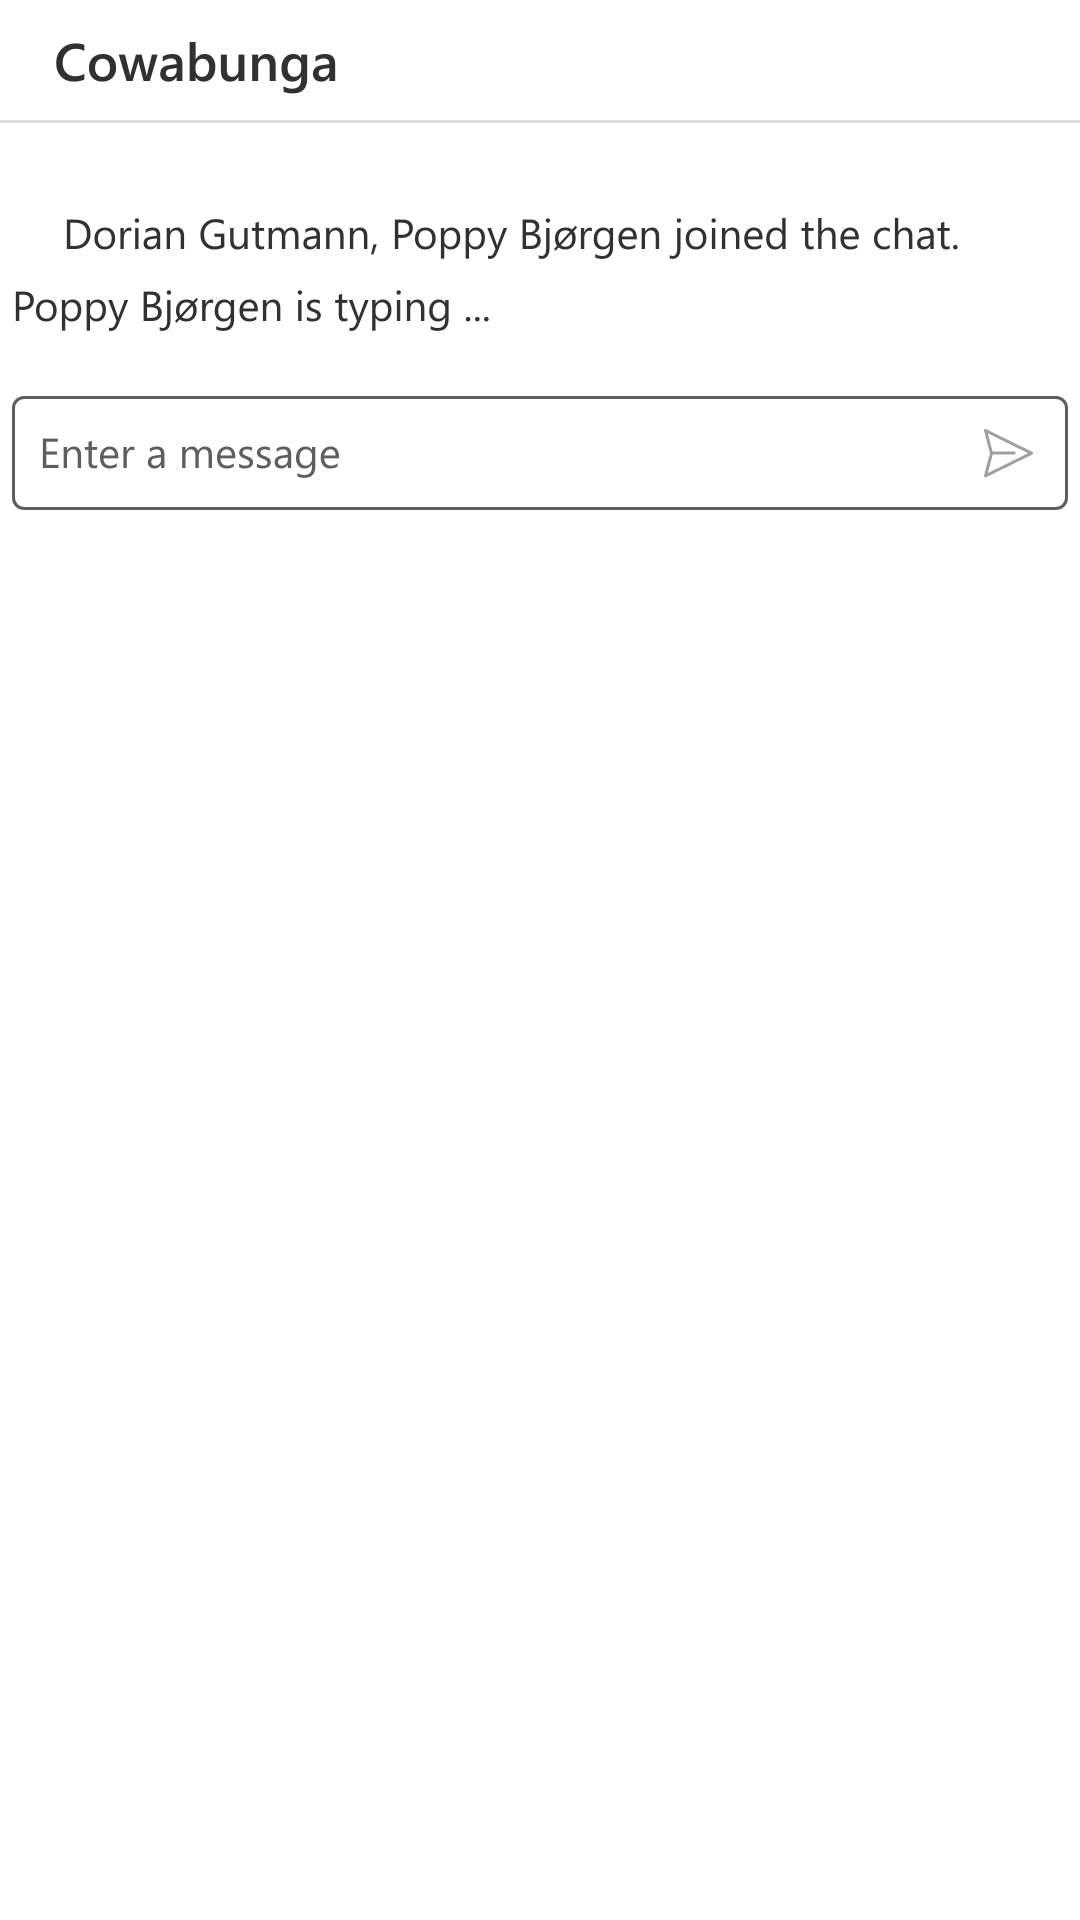 Cowabunga
Dorian Gutmann, Poppy Bjørgen joined the chat.
Poppy Bjørgen is typing ...
Enter a message